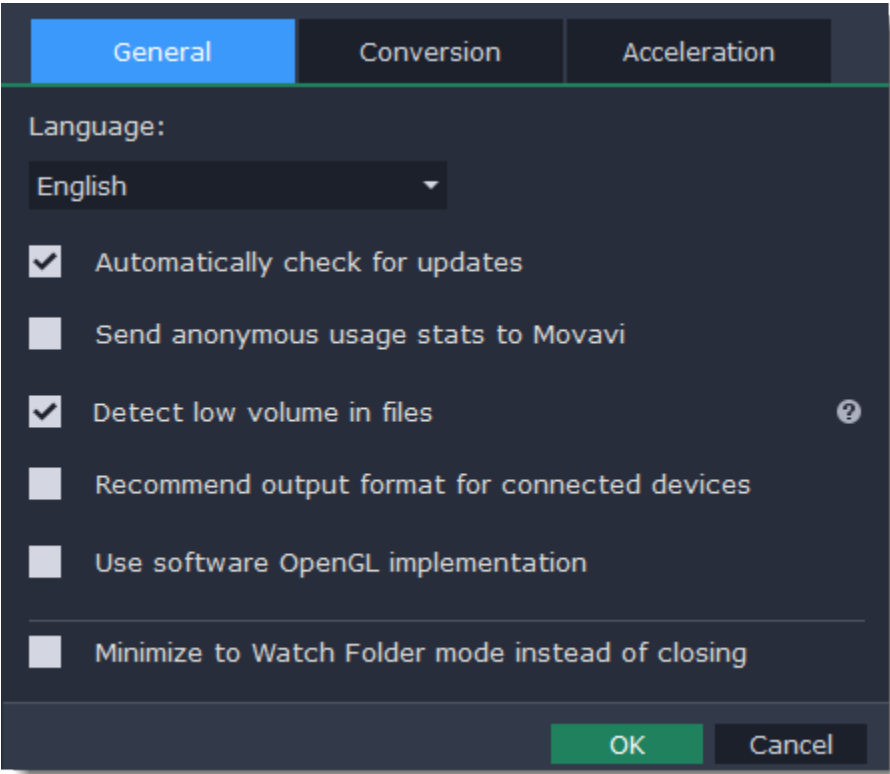 General Conversion Acceleration
Language:
English
Automatically check for updates
Send anonymous usage stats to Movavi
Detect low volume in files ?
Recommend output format for connected devices
Use software OpenGL implementation
Minimize to Watch Folder mode instead of closing
OK Cancel